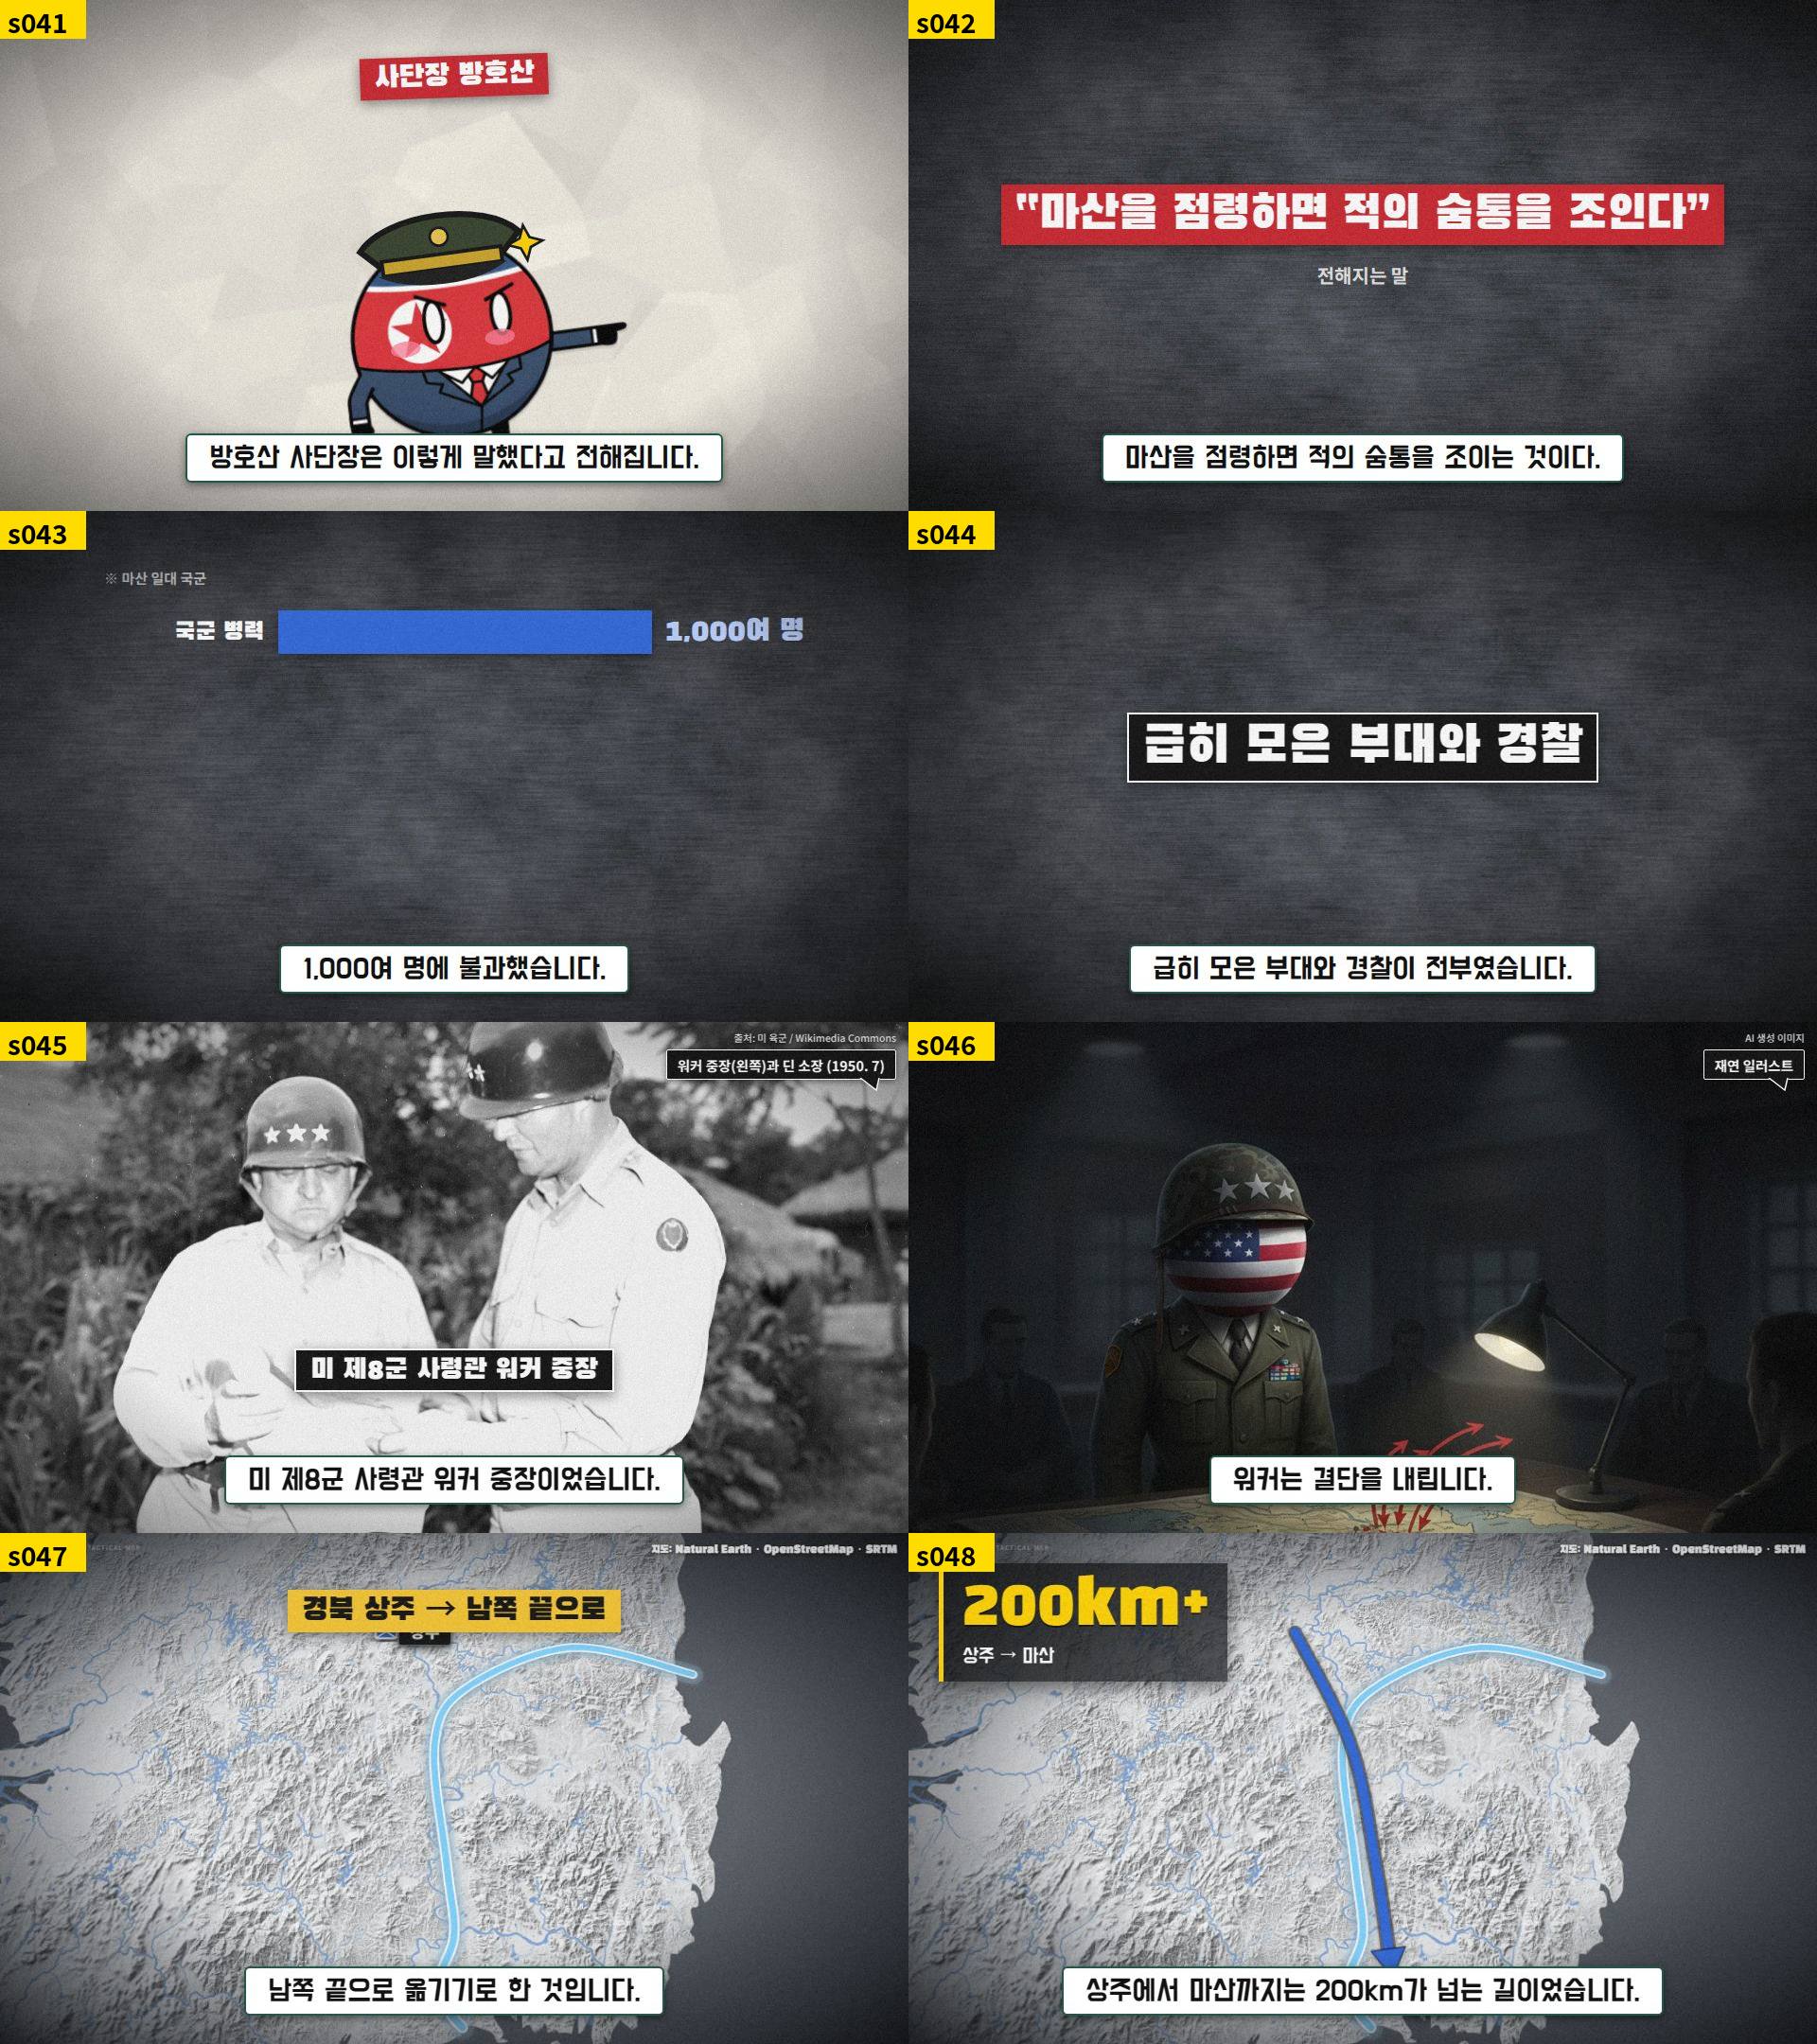 s041
사단장 방호산
방호산 사단장은 이렇게 말했다고 전해집니다.
s042
“마산을 점령하면 적의 숨통을 조인다”
전해지는 말
마산을 점령하면 적의 숨통을 조이는 것이다.
s043
※ 마산 일대 국군
국군 병력
1,000여 명
1,000여 명에 불과했습니다.
s044
급히 모은 부대와 경찰
급히 모은 부대와 경찰이 전부였습니다.
s045
출처: 미 육군 / Wikimedia Commons
워커 중장(왼쪽)과 딘 소장 (1950. 7)
미 제8군 사령관 워커 중장
미 제8군 사령관 워커 중장이었습니다.
s046
AI 생성 이미지
재연 일러스트
워커는 결단을 내립니다.
s047
지도: Natural Earth · OpenStreetMap · SRTM
경북 상주 → 남쪽 끝으로
남쪽 끝으로 옮기기로 한 것입니다.
s048
지도: Natural Earth · OpenStreetMap · SRTM
200km+
상주 → 마산
상주에서 마산까지는 200km가 넘는 길이었습니다.